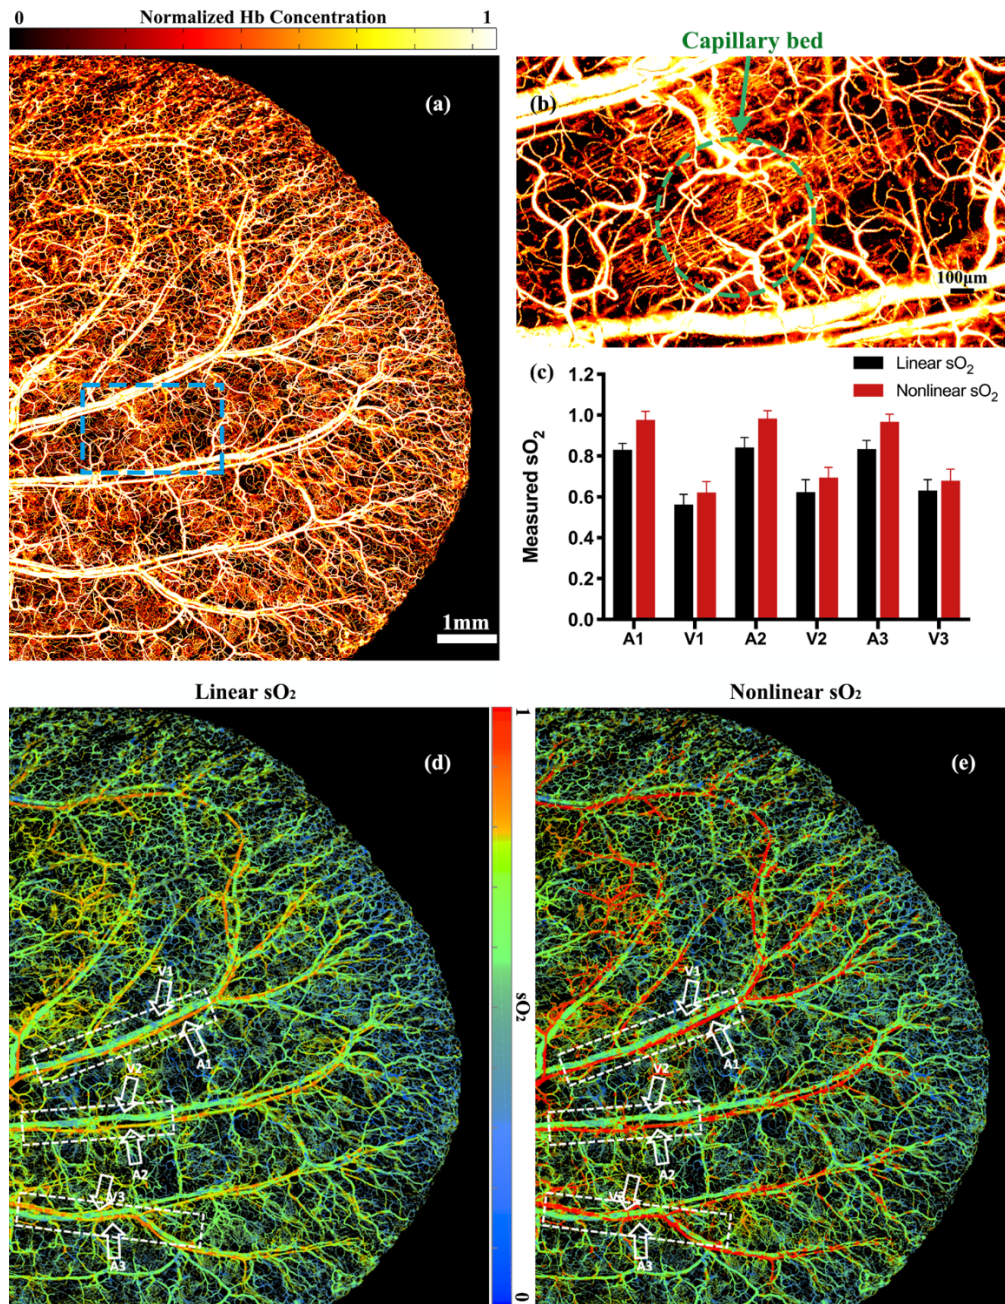 0 Normalized Hb Concentration 1
(a)
1mm
Capillary bed
(b)
100μm
(c)
Linear sO₂
Nonlinear sO₂
Measured sO₂
1.2
1.0
0.8
0.6
0.4
0.2
0.0
A1 V1 A2 V2 A3 V3
Linear sO₂
(d)
V1
A1
V2
A2
V3
A3
1
sO₂
0
Nonlinear sO₂
(e)
V1
A1
V2
A2
V3
A3